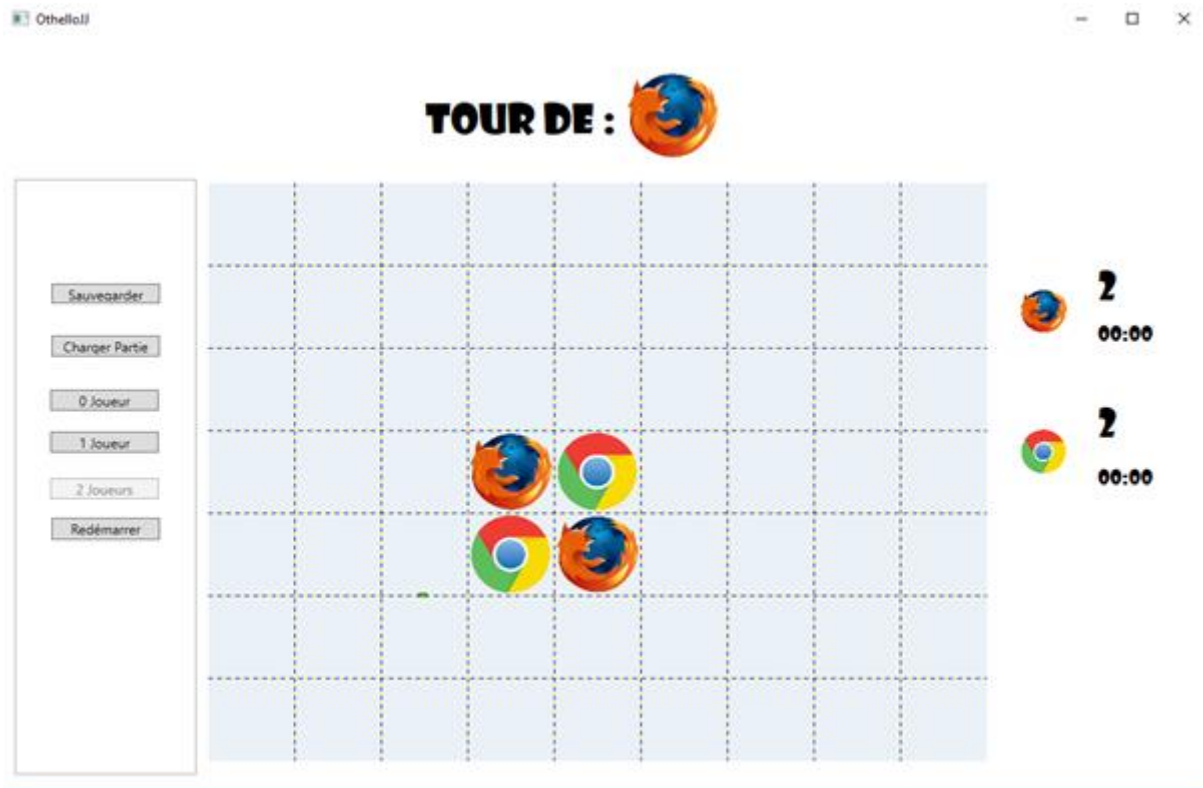 OthelloJJ
TOUR DE :
Sauvegarder
Charger Partie
0 Joueur
1 Joueur
2 Joueurs
Redémarrer
2
00:00
2
00:00